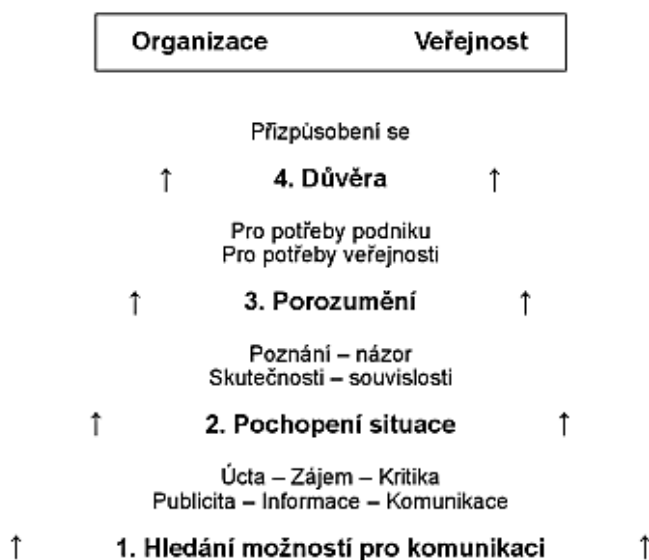 Organizace Veřejnost
Přizpůsobení se
↑ 4. Důvěra ↑
Pro potřeby podniku
Pro potřeby veřejnosti
↑ 3. Porozumění ↑
Poznání – názor
Skutečnosti – souvislosti
↑ 2. Pochopení situace ↑
Úcta – Zájem – Kritika
Publicita – Informace – Komunikace
↑ 1. Hledání možností pro komunikaci ↑